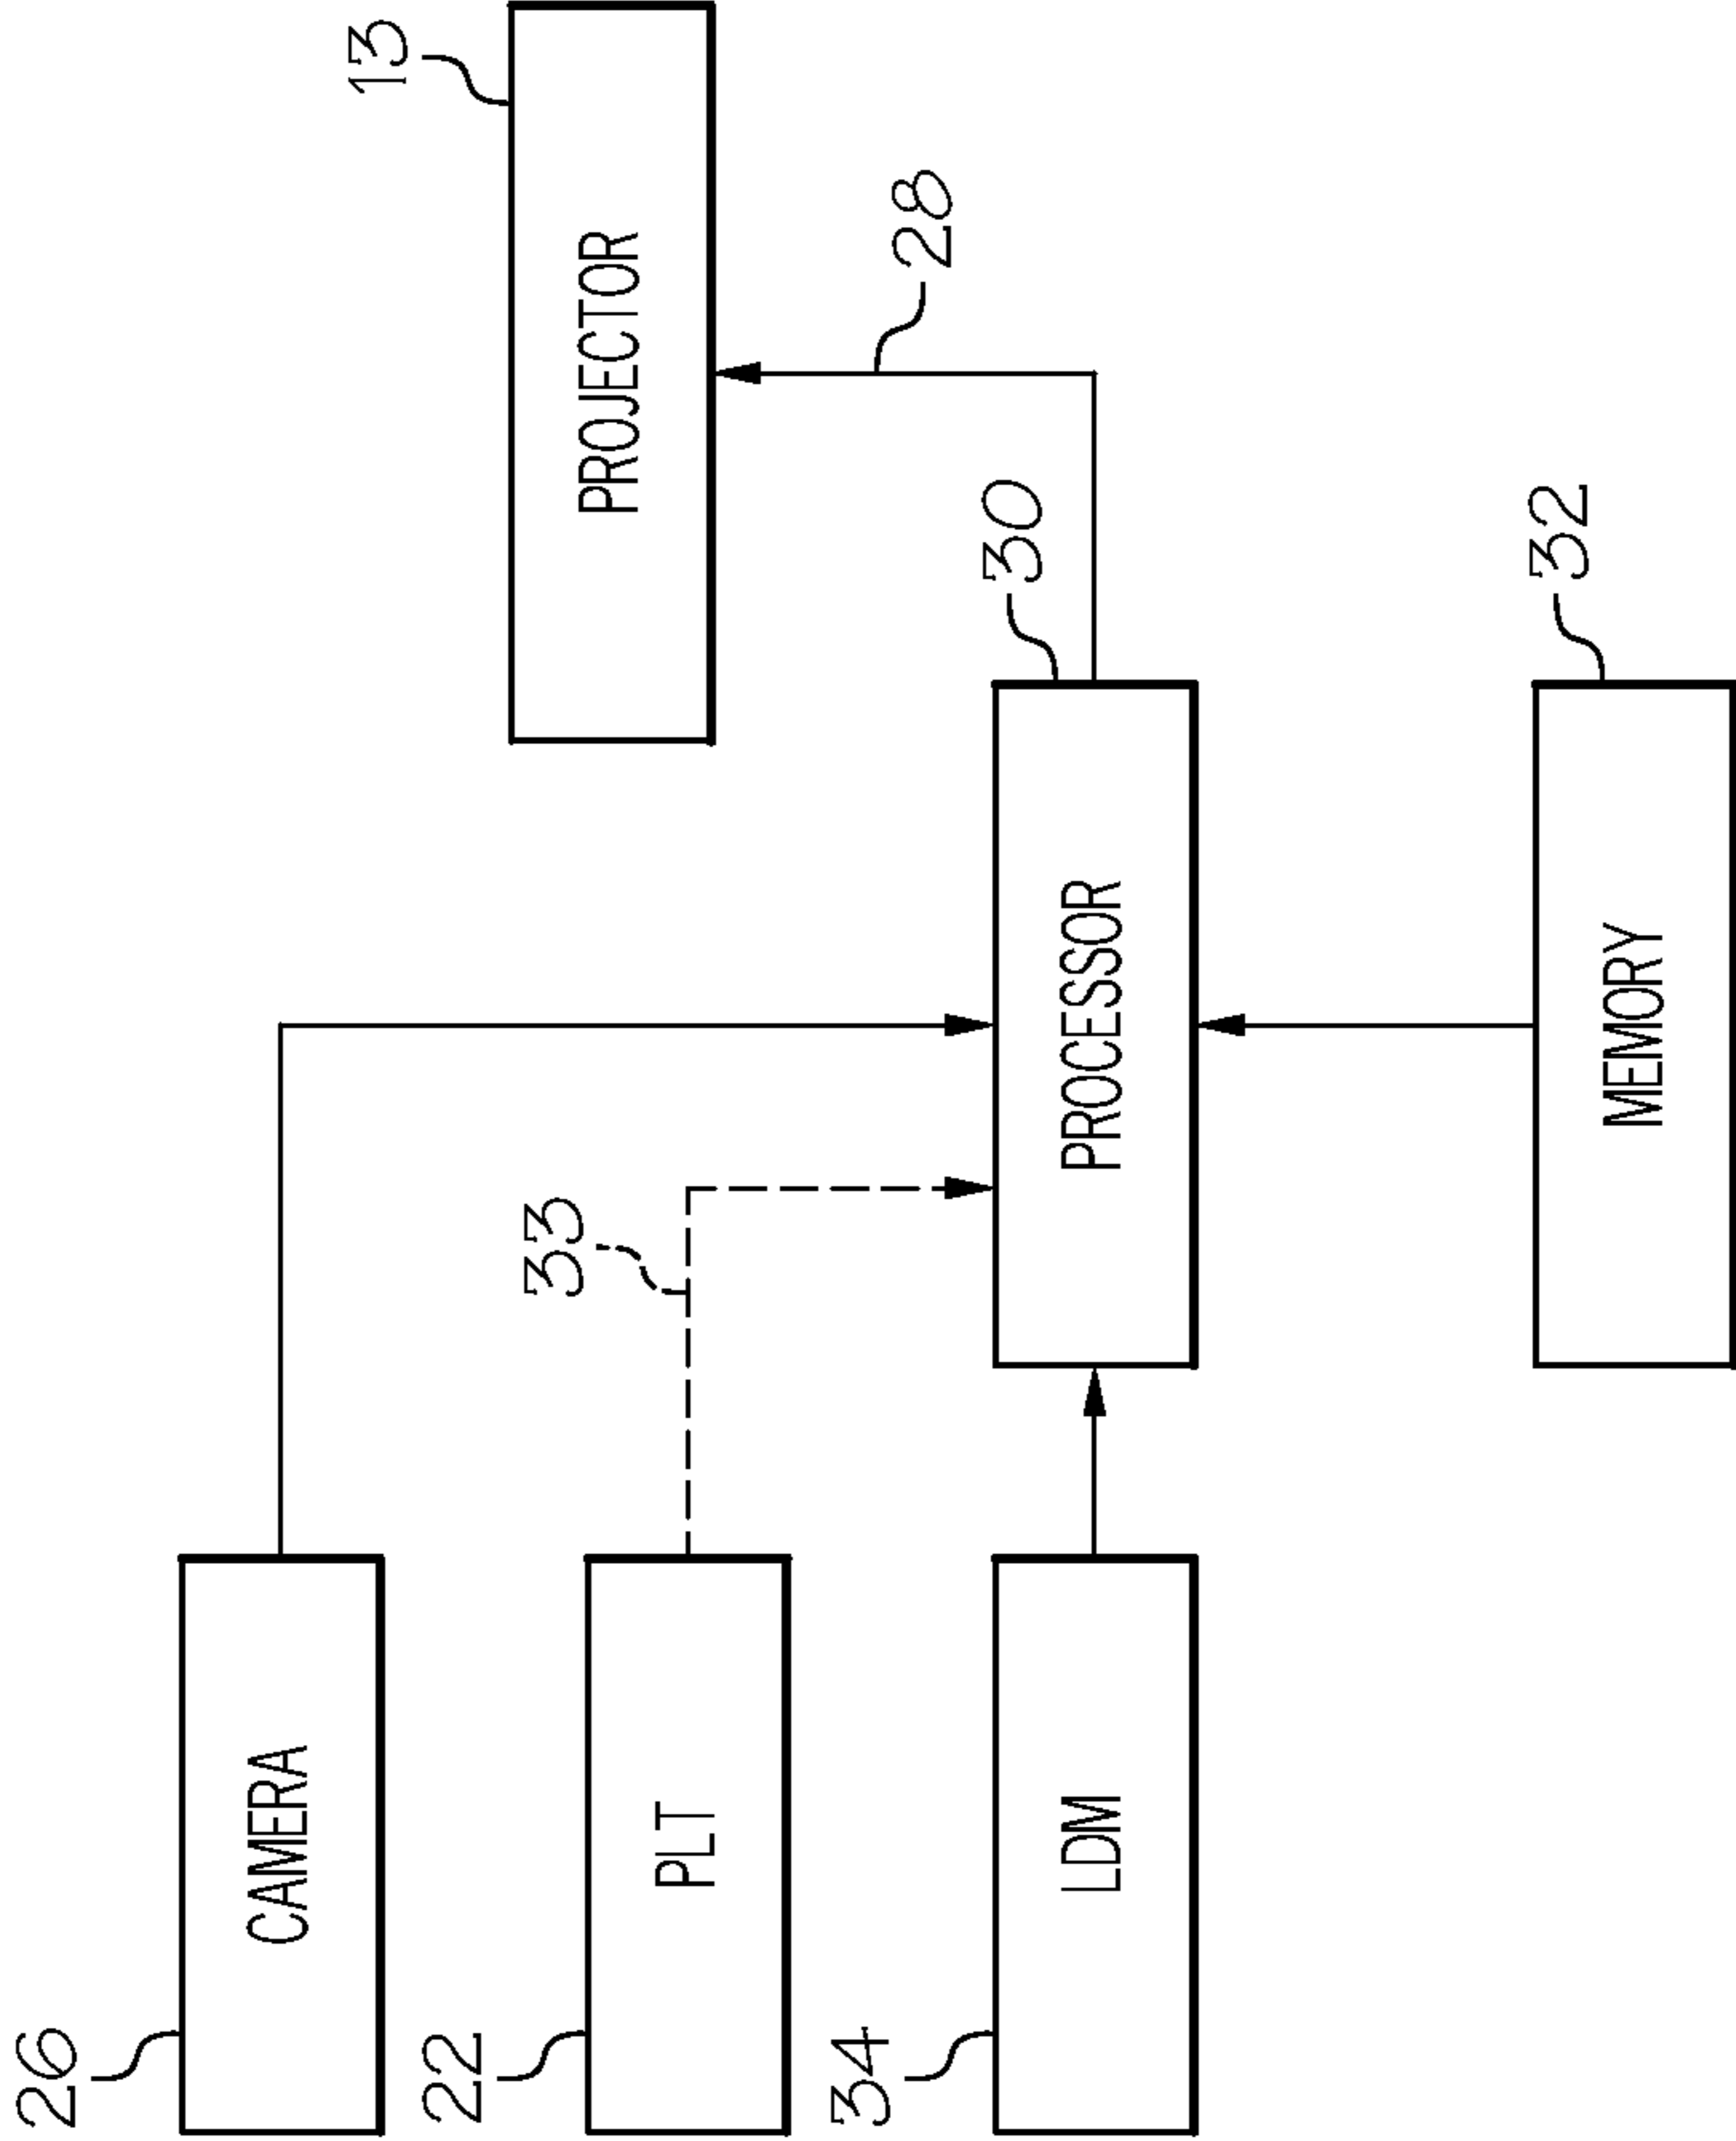 26
CAMERA
13
PROJECTOR
22
PLT
33
28
34
LDM
30
PROCESSOR
32
MEMORY